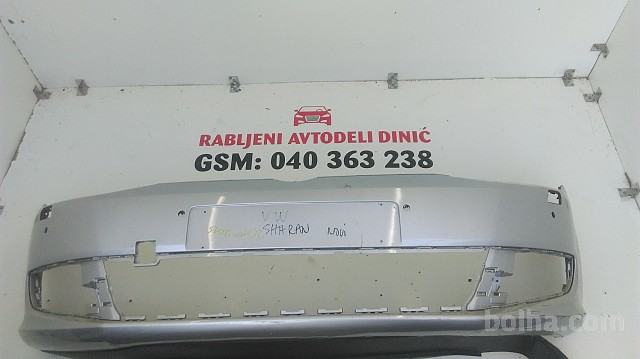 RABLJENI AVTODELI DINIĆ
GSM: 040 363 238
VW
SHARAN NOVI
bolha.com